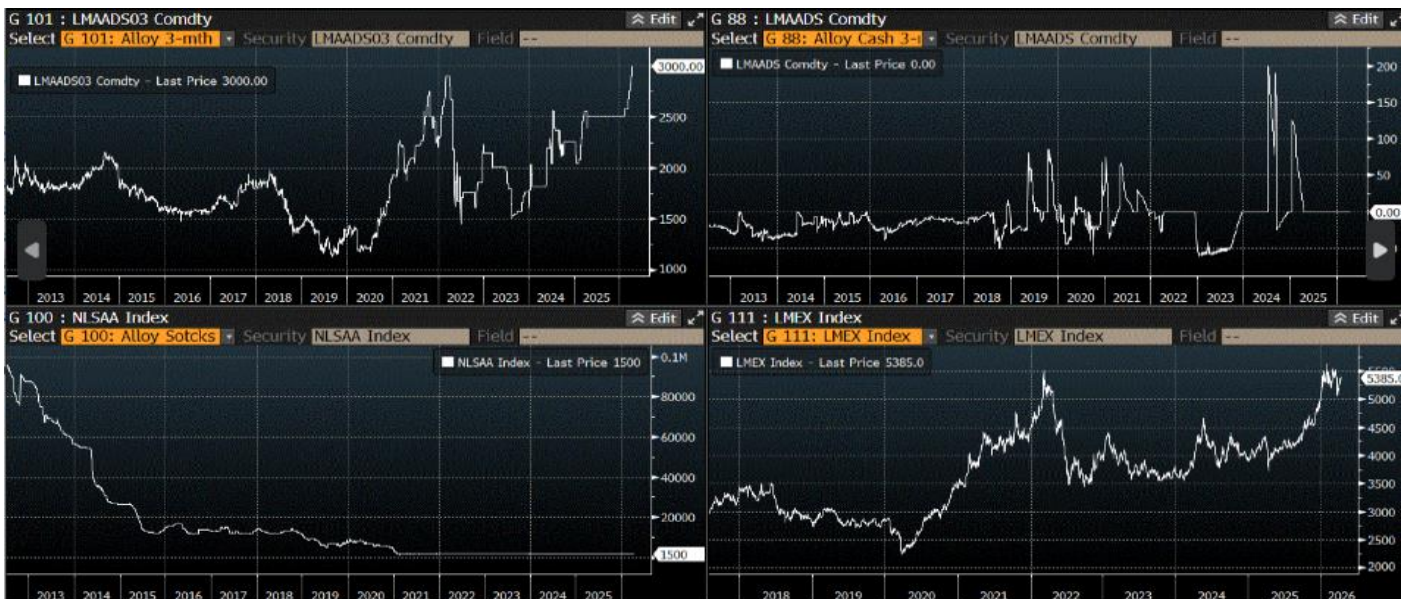 G 101 : LMAADS03 Comdty
Edit
Select G 101: Alloy 3-mth Security LMAADS03 Comdty Field --
LMAADS03 Comdty - Last Price 3000.00
3000.00
2500
2000
1500
1000
2013 2014 2015 2016 2017 2018 2019 2020 2021 2022 2023 2024 2025
G 88 : LMAADS Comdty
Edit
Select G 88: Alloy Cash 3- Security LMAADS Comdty Field --
LMAADS Comdty - Last Price 0.00
200
150
100
50
0.00
2013 2014 2015 2016 2017 2018 2019 2020 2021 2022 2023 2024 2025
G 100 : NLSAA Index
Edit
Select G 100: Alloy Sotcks Security NLSAA Index Field --
NLSAA Index - Last Price 1500
0.1M
80000
60000
40000
20000
1500
2013 2014 2015 2016 2017 2018 2019 2020 2021 2022 2023 2024 2025
G 111 : LMEX Index
Edit
Select G 111: LMEX Index Security LMEX Index Field --
LMEX Index - Last Price 5385.0
5385.0
5000
4500
4000
3500
3000
2500
2000
2018 2019 2020 2021 2022 2023 2024 2025 2026